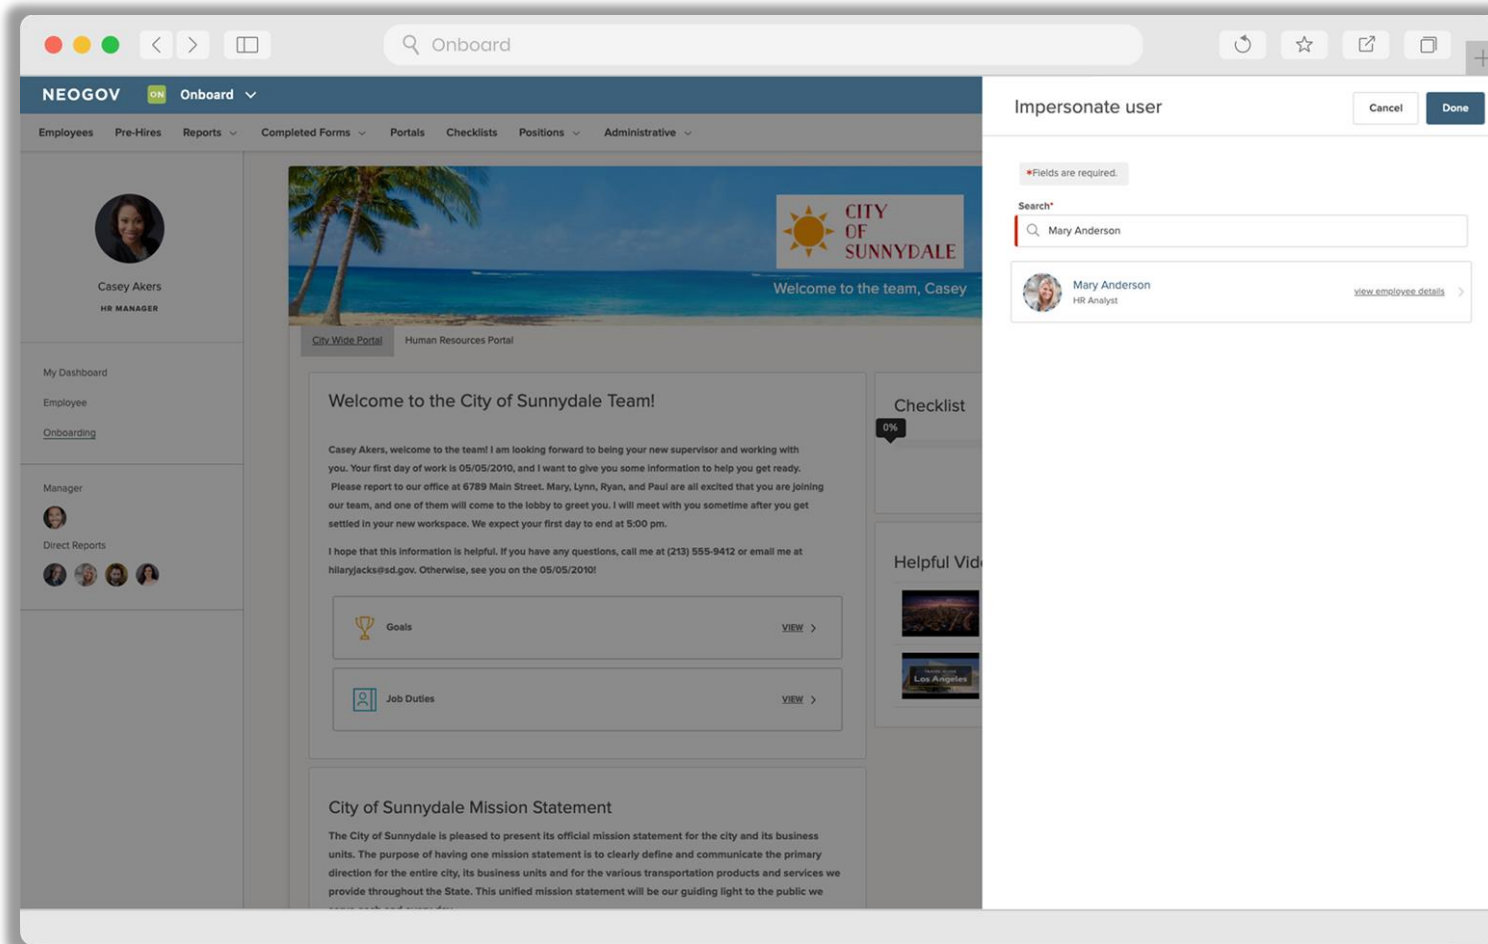 Onboard
NEOGOV ON Onboard
Employees Pre-Hires Reports Completed Forms Portals Checklists Positions Administrative
Casey Akers
HR MANAGER
My Dashboard
Employee
Onboarding
Manager
Direct Reports
CITY
OF
SUNNYDALE
Welcome to the team, Casey
City Wide Portal Human Resources Portal
Welcome to the City of Sunnydale Team!
Casey Akers, welcome to the team! I am looking forward to being your new supervisor and working with
you. Your first day of work is 05/05/2010, and I want to give you some information to help you get ready.
Please report to our office at 6789 Main Street. Mary, Lynn, Ryan, and Paul are all excited that you are joining
our team, and one of them will come to the lobby to greet you. I will meet with you sometime after you get
settled in your new workspace. We expect your first day to end at 5:00 pm.
I hope that this information is helpful. If you have any questions, call me at (213) 555-9412 or email me at
hilaryjacks@sd.gov. Otherwise, see you on the 05/05/2010!
Goals VIEW
Job Duties VIEW
City of Sunnydale Mission Statement
The City of Sunnydale is pleased to present its official mission statement for the city and its business
units. The purpose of having one mission statement is to clearly define and communicate the primary
direction for the entire city, its business units and for the various transportation products and services we
provide throughout the State. This unified mission statement will be our guiding light to the public we
Checklist
0%
Helpful Vid
Los Angeles
Impersonate user
Cancel Done
*Fields are required.
Search*
Mary Anderson
Mary Anderson
HR Analyst
view employee details